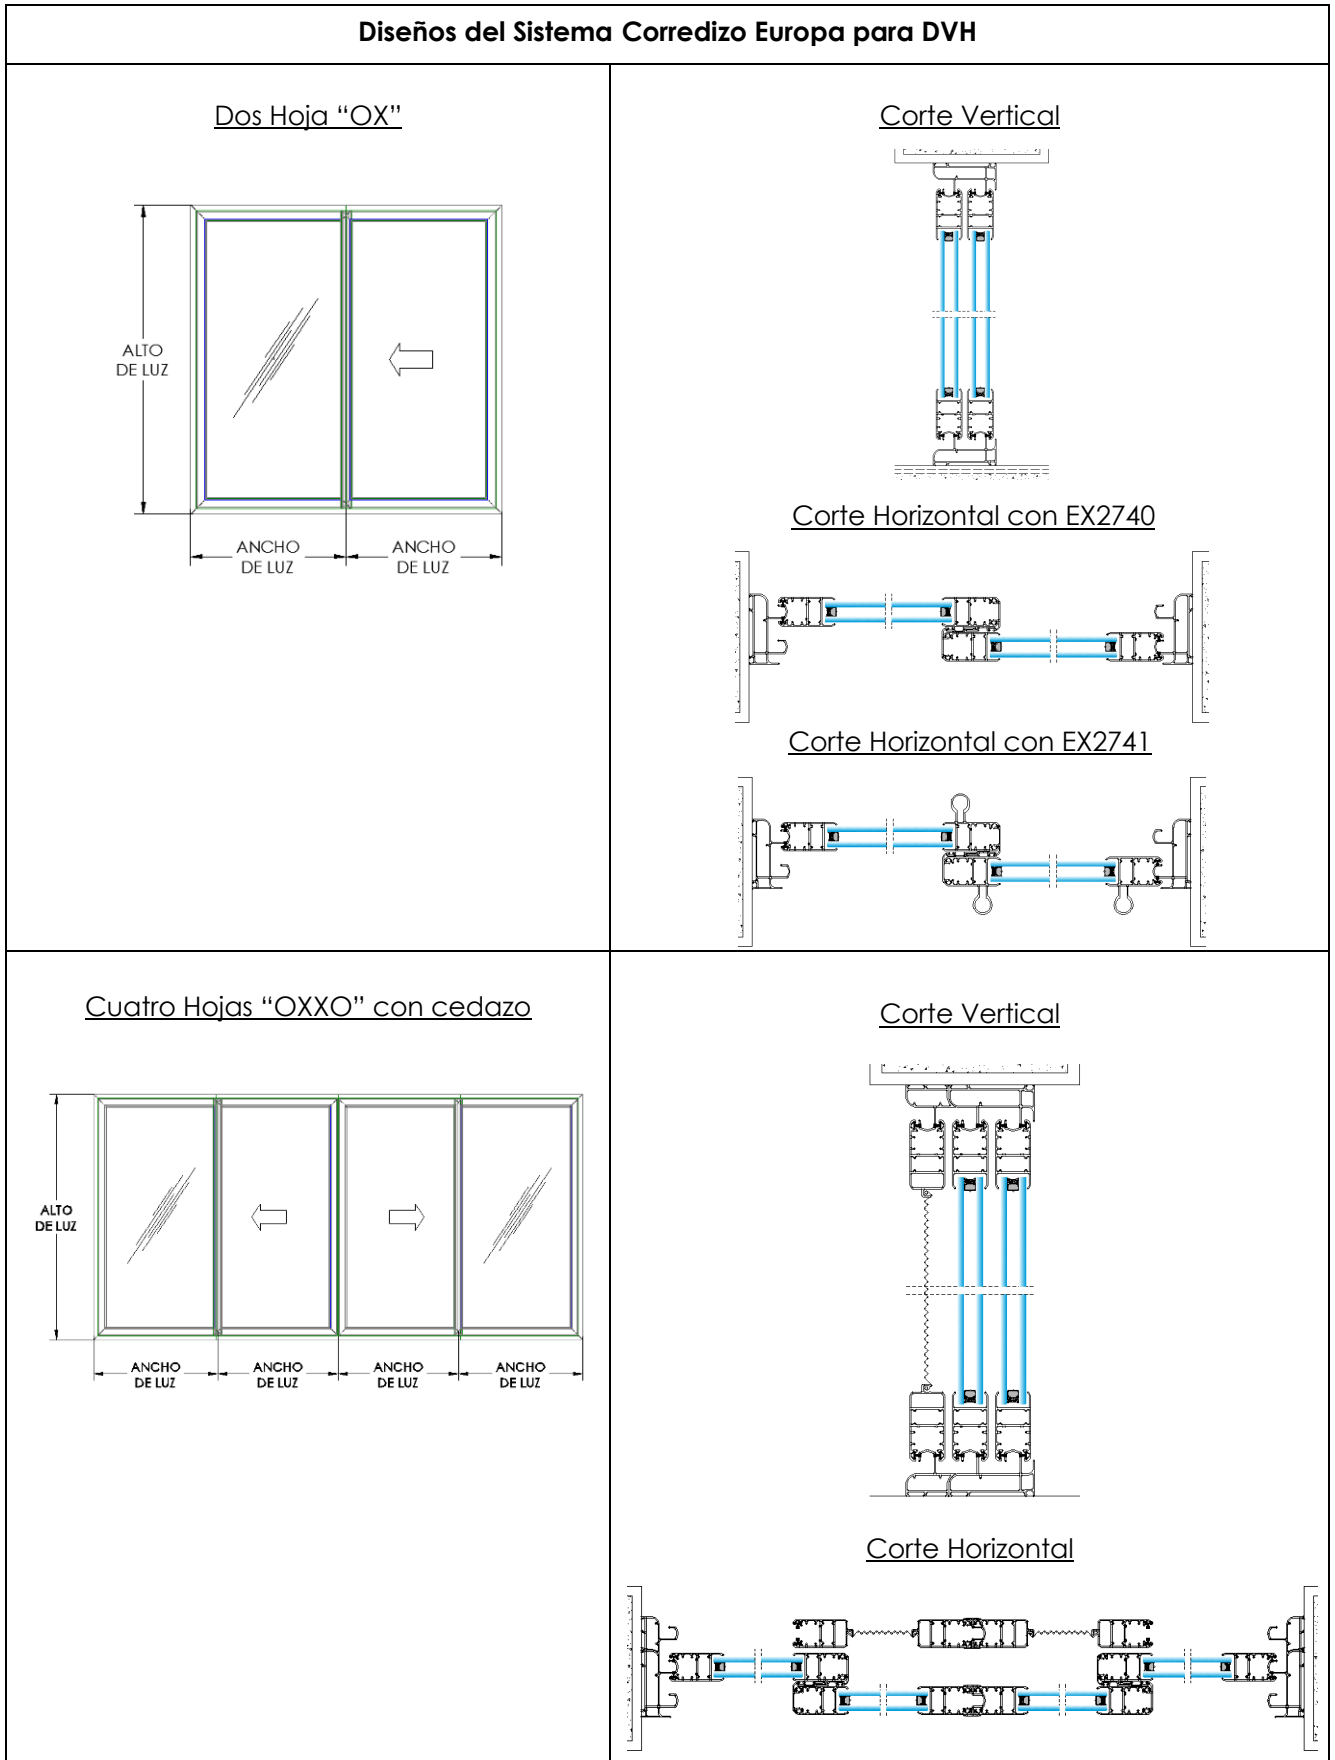 Diseños del Sistema Corredizo Europa para DVH
Dos Hoja “OX”
ALTO
DE LUZ
ANCHO
DE LUZ
ANCHO
DE LUZ
Corte Vertical
Corte Horizontal con EX2740
Corte Horizontal con EX2741
Cuatro Hojas “OXXO” con cedazo
ALTO
DE LUZ
ANCHO
DE LUZ
ANCHO
DE LUZ
ANCHO
DE LUZ
ANCHO
DE LUZ
Corte Vertical
Corte Horizontal